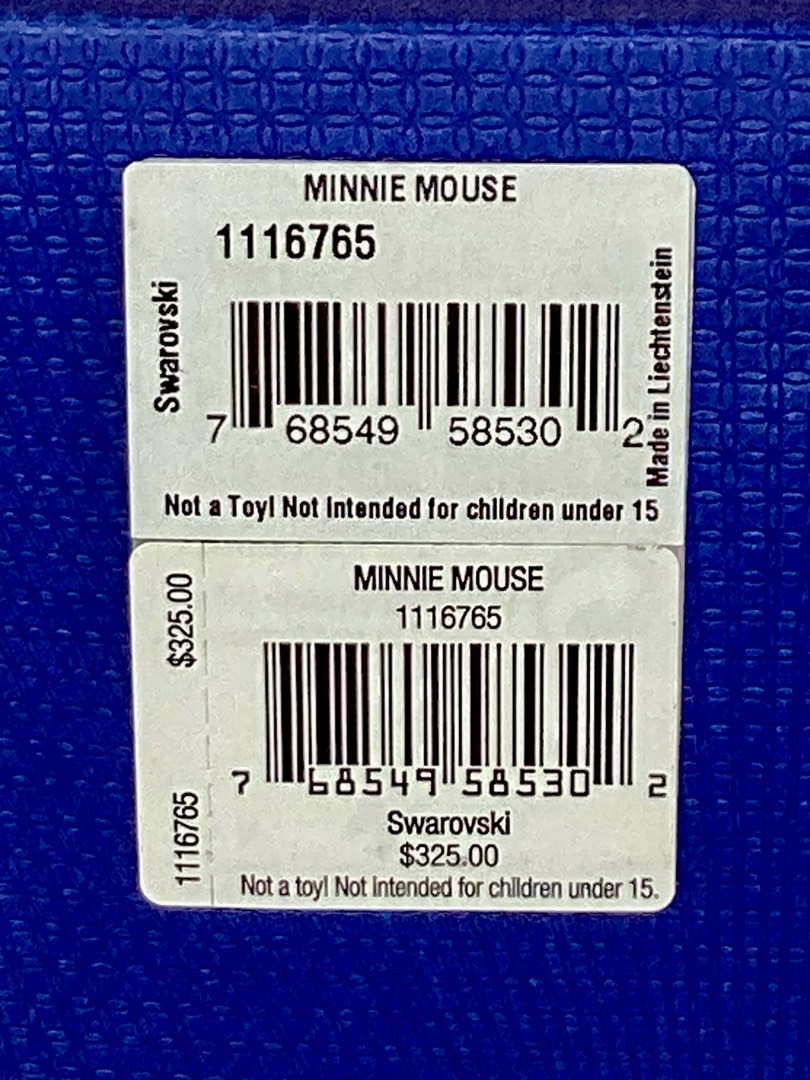 MINNIE MOUSE
1116765
Swarovski
7 68549 58530 2
Made in Liechtenstein
Not a Toy! Not Intended for children under 15
$325.00
1116765
MINNIE MOUSE
1116765
7 68549 58530 2
Swarovski
$325.00
Not a toy! Not Intended for children under 15.